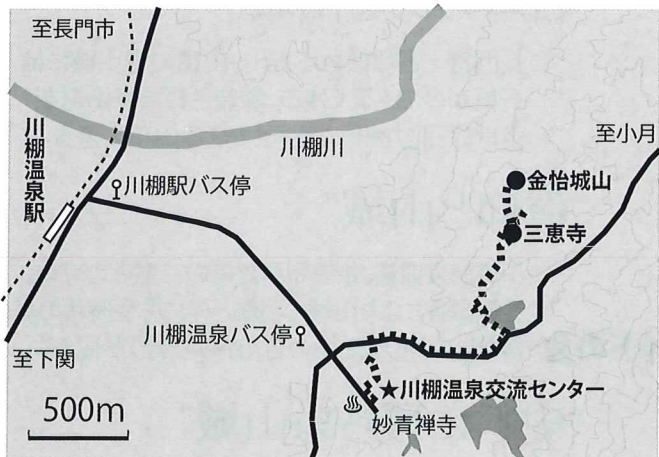 至長門市
川棚川
至小月
川棚温泉駅
川棚駅バス停
金怡城山
三恵寺
川棚温泉バス停
至下関
★川棚温泉交流センター
妙青禅寺
500m